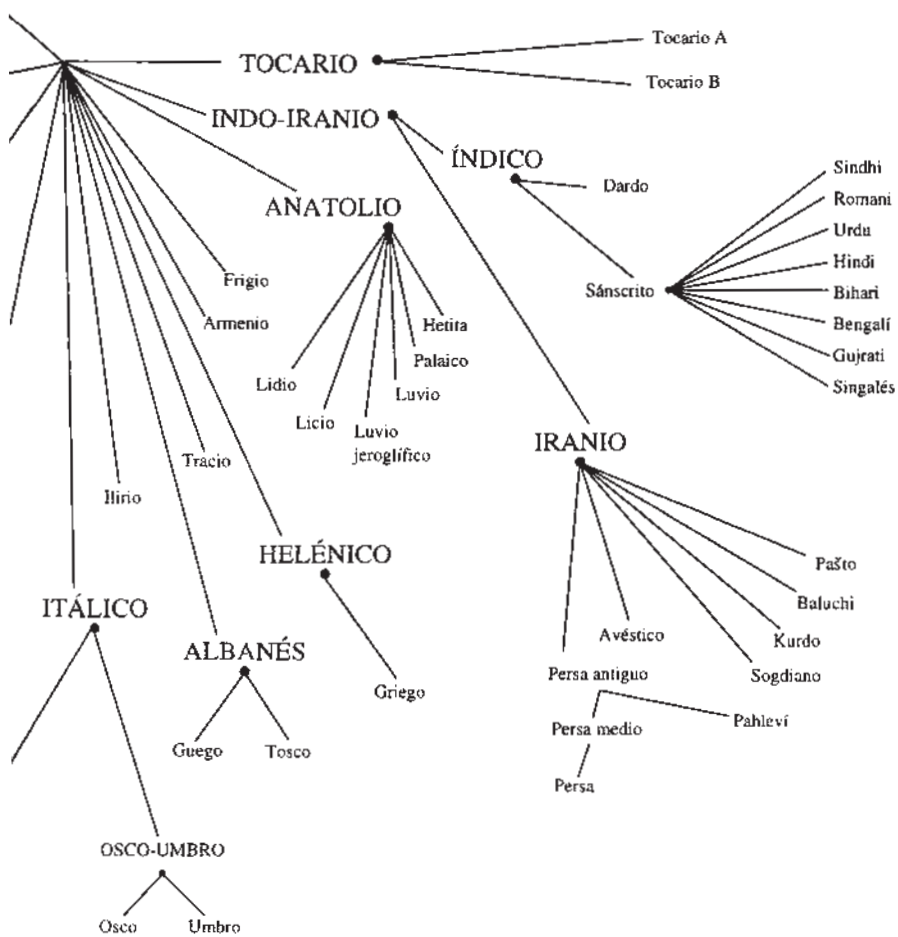 Tocario A
TOCARIO
Tocario B
INDO-IRANIO
ÍNDICO
Dardo
Sindhi
Romani
Urdu
Hindi
Sánscrito
Bihari
Bengalí
Gujrati
Singalés
ANATOLIO
Frigio
Armenio
Hetita
Palaico
Lidio
Luvio
Licio
Luvio
jeroglífico
IRANIO
Tracio
Ilirio
HELÉNICO
Pašto
Baluchi
ITÁLICO
Avéstico
Kurdo
ALBANÉS
Persa antiguo
Sogdiano
Griego
Pahleví
Guego
Tosco
Persa medio
Persa
OSCO-UMBRO
Osco
Umbro